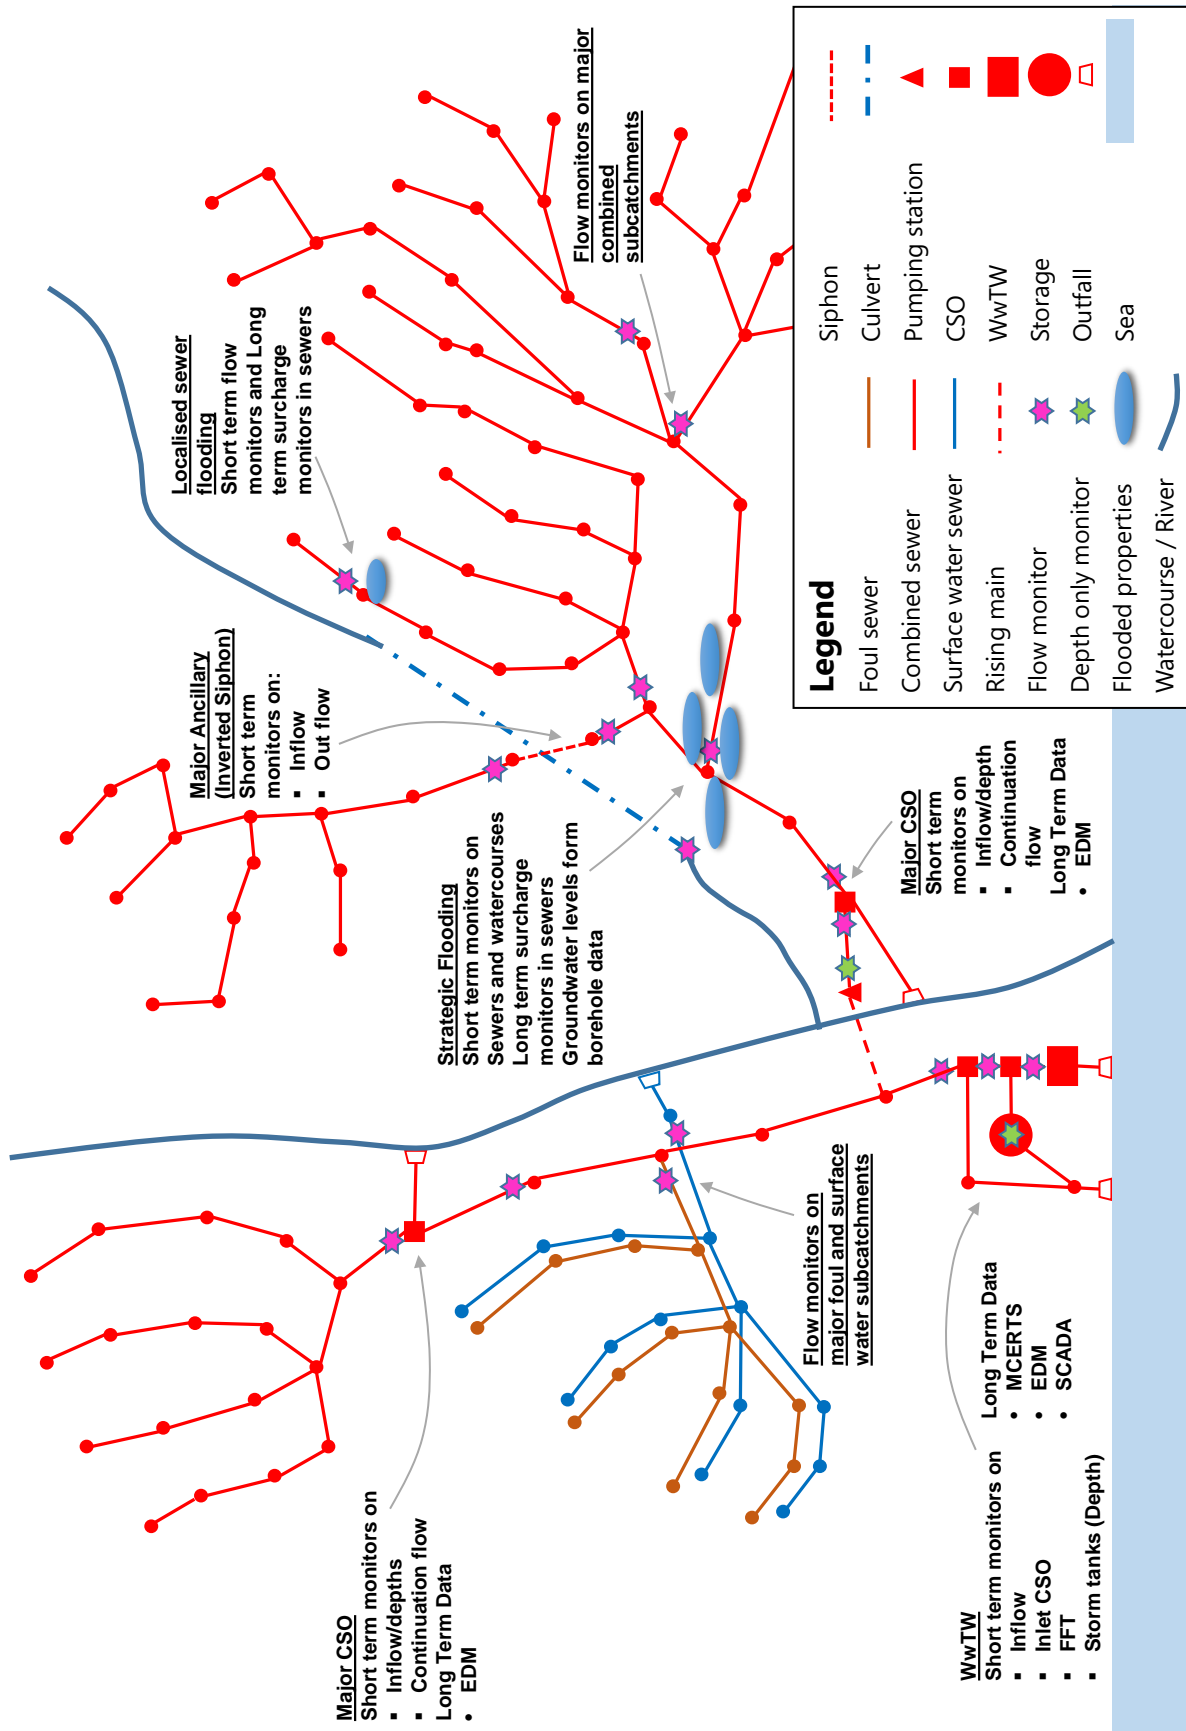 Major CSO
Short term monitors on
▪ Inflow/depths
▪ Continuation flow
Long Term Data
• EDM
WwTW
Short term monitors on
▪ Inflow
▪ Inlet CSO
▪ FFT
▪ Storm tanks (Depth)
Long Term Data
• MCERTS
• EDM
• SCADA
Flow monitors on
major foul and surface
water subcatchments
Strategic Flooding
Short term monitors on
Sewers and watercourses
Long term surcharge
monitors in sewers
Groundwater levels form
borehole data
Major Ancillary
(Inverted Siphon)
Short term
monitors on:
▪ Inflow
▪ Out flow
Major CSO
Short term
monitors on
▪ Inflow/depth
▪ Continuation
flow
Long Term Data
• EDM
Localised sewer
flooding
Short term flow
monitors and Long
term surcharge
monitors in sewers
Flow monitors on major
combined
subcatchments
Legend
Foul sewer
Combined sewer
Surface water sewer
Rising main
Flow monitor
Depth only monitor
Flooded properties
Watercourse / River
Siphon
Culvert
Pumping station
CSO
WwTW
Storage
Outfall
Sea